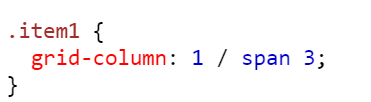 .item1 {
  grid-column: 1 / span 3;
}